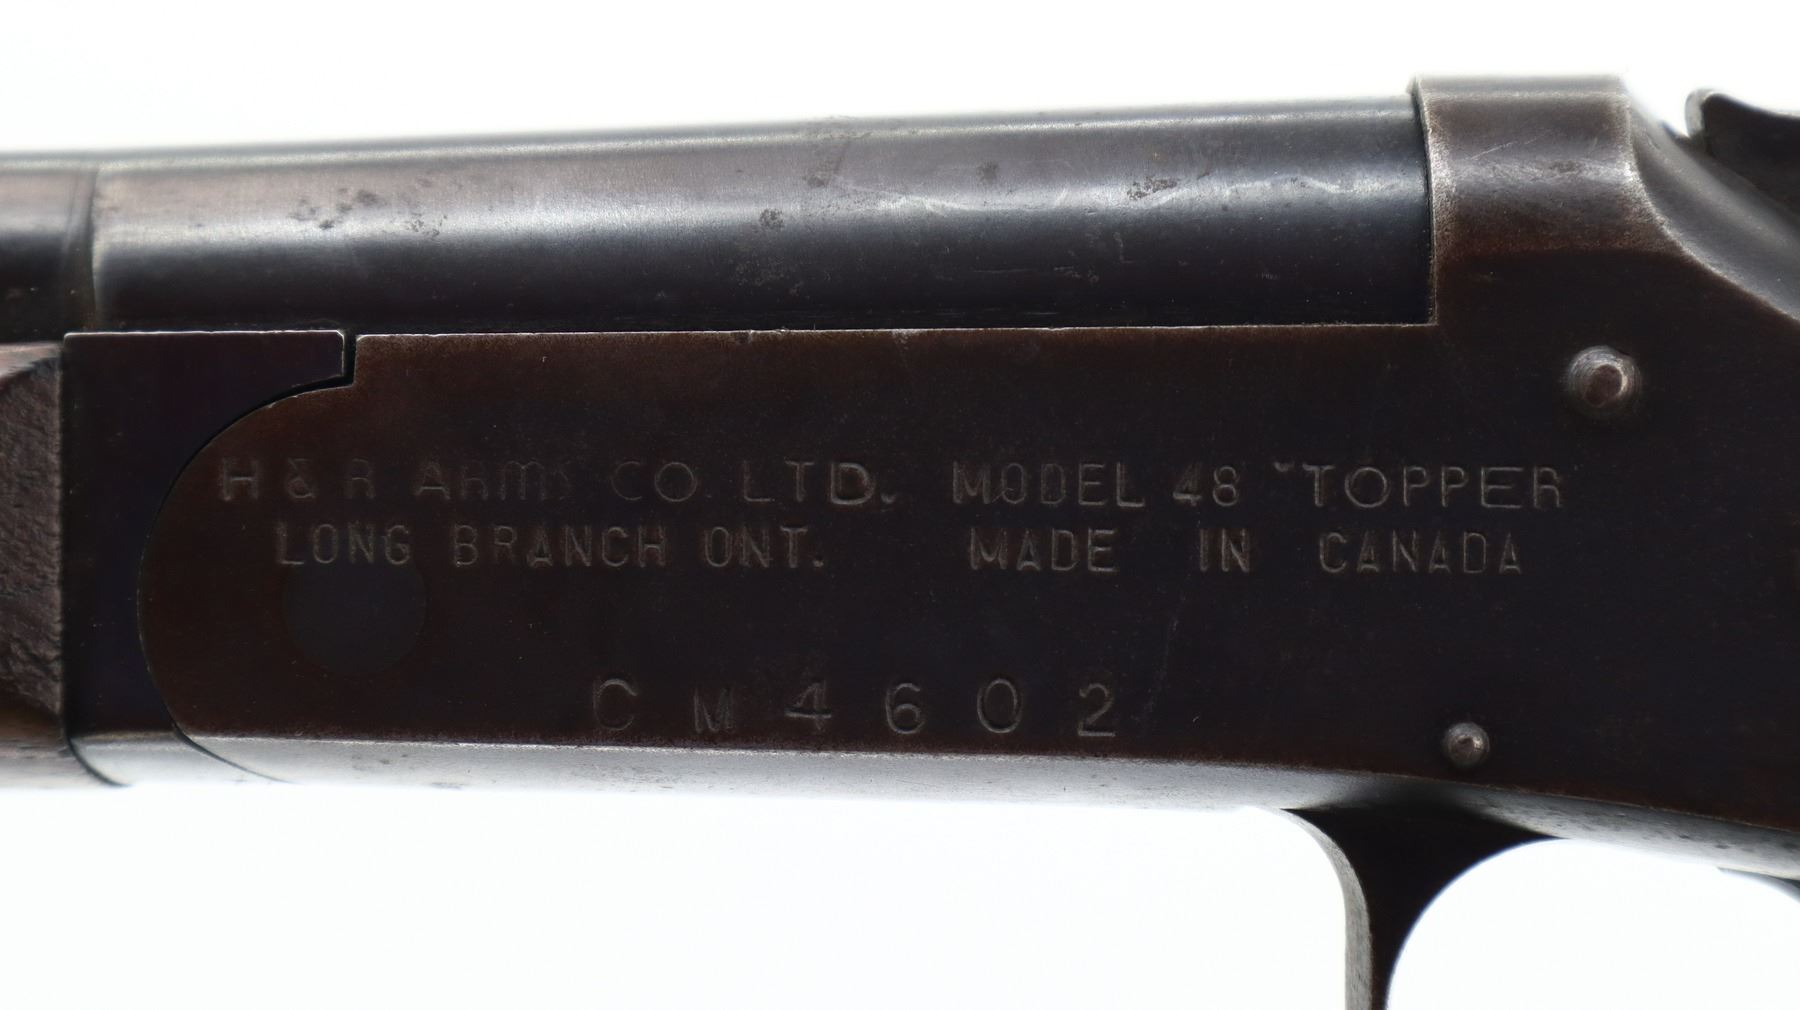 H & R ARMS CO. LTD. MODEL 48 "TOPPER
LONG BRANCH ONT. MADE IN CANADA
CM4602